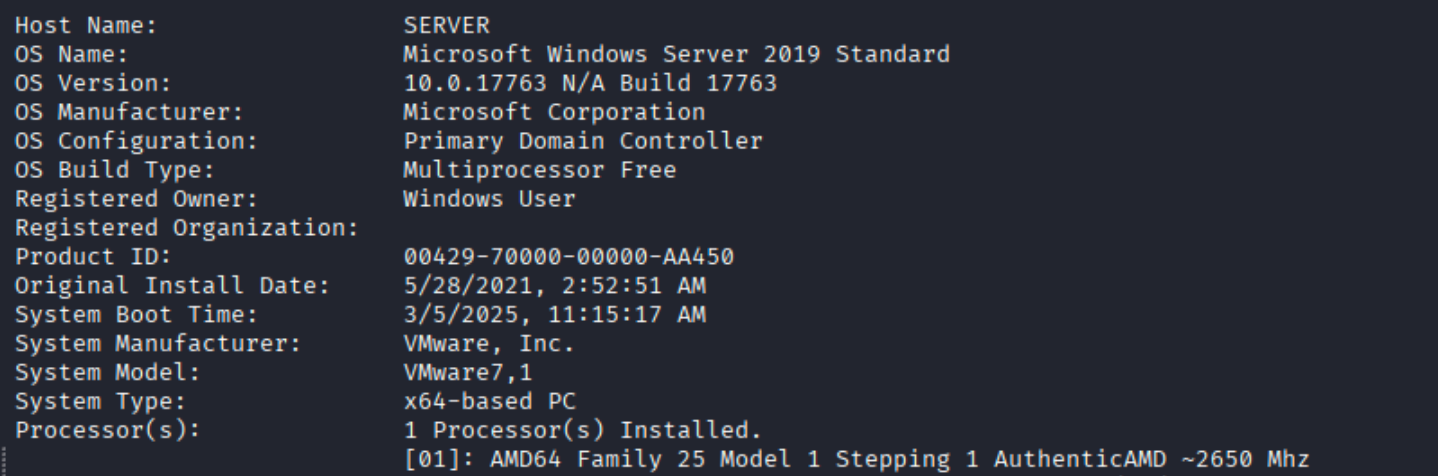 Host Name:                 SERVER
OS Name:                   Microsoft Windows Server 2019 Standard
OS Version:                10.0.17763 N/A Build 17763
OS Manufacturer:           Microsoft Corporation
OS Configuration:          Primary Domain Controller
OS Build Type:             Multiprocessor Free
Registered Owner:          Windows User
Registered Organization:
Product ID:                00429-70000-00000-AA450
Original Install Date:     5/28/2021, 2:52:51 AM
System Boot Time:          3/5/2025, 11:15:17 AM
System Manufacturer:       VMware, Inc.
System Model:              VMware7,1
System Type:               x64-based PC
Processor(s):              1 Processor(s) Installed.
                           [01]: AMD64 Family 25 Model 1 Stepping 1 AuthenticAMD ~2650 Mhz